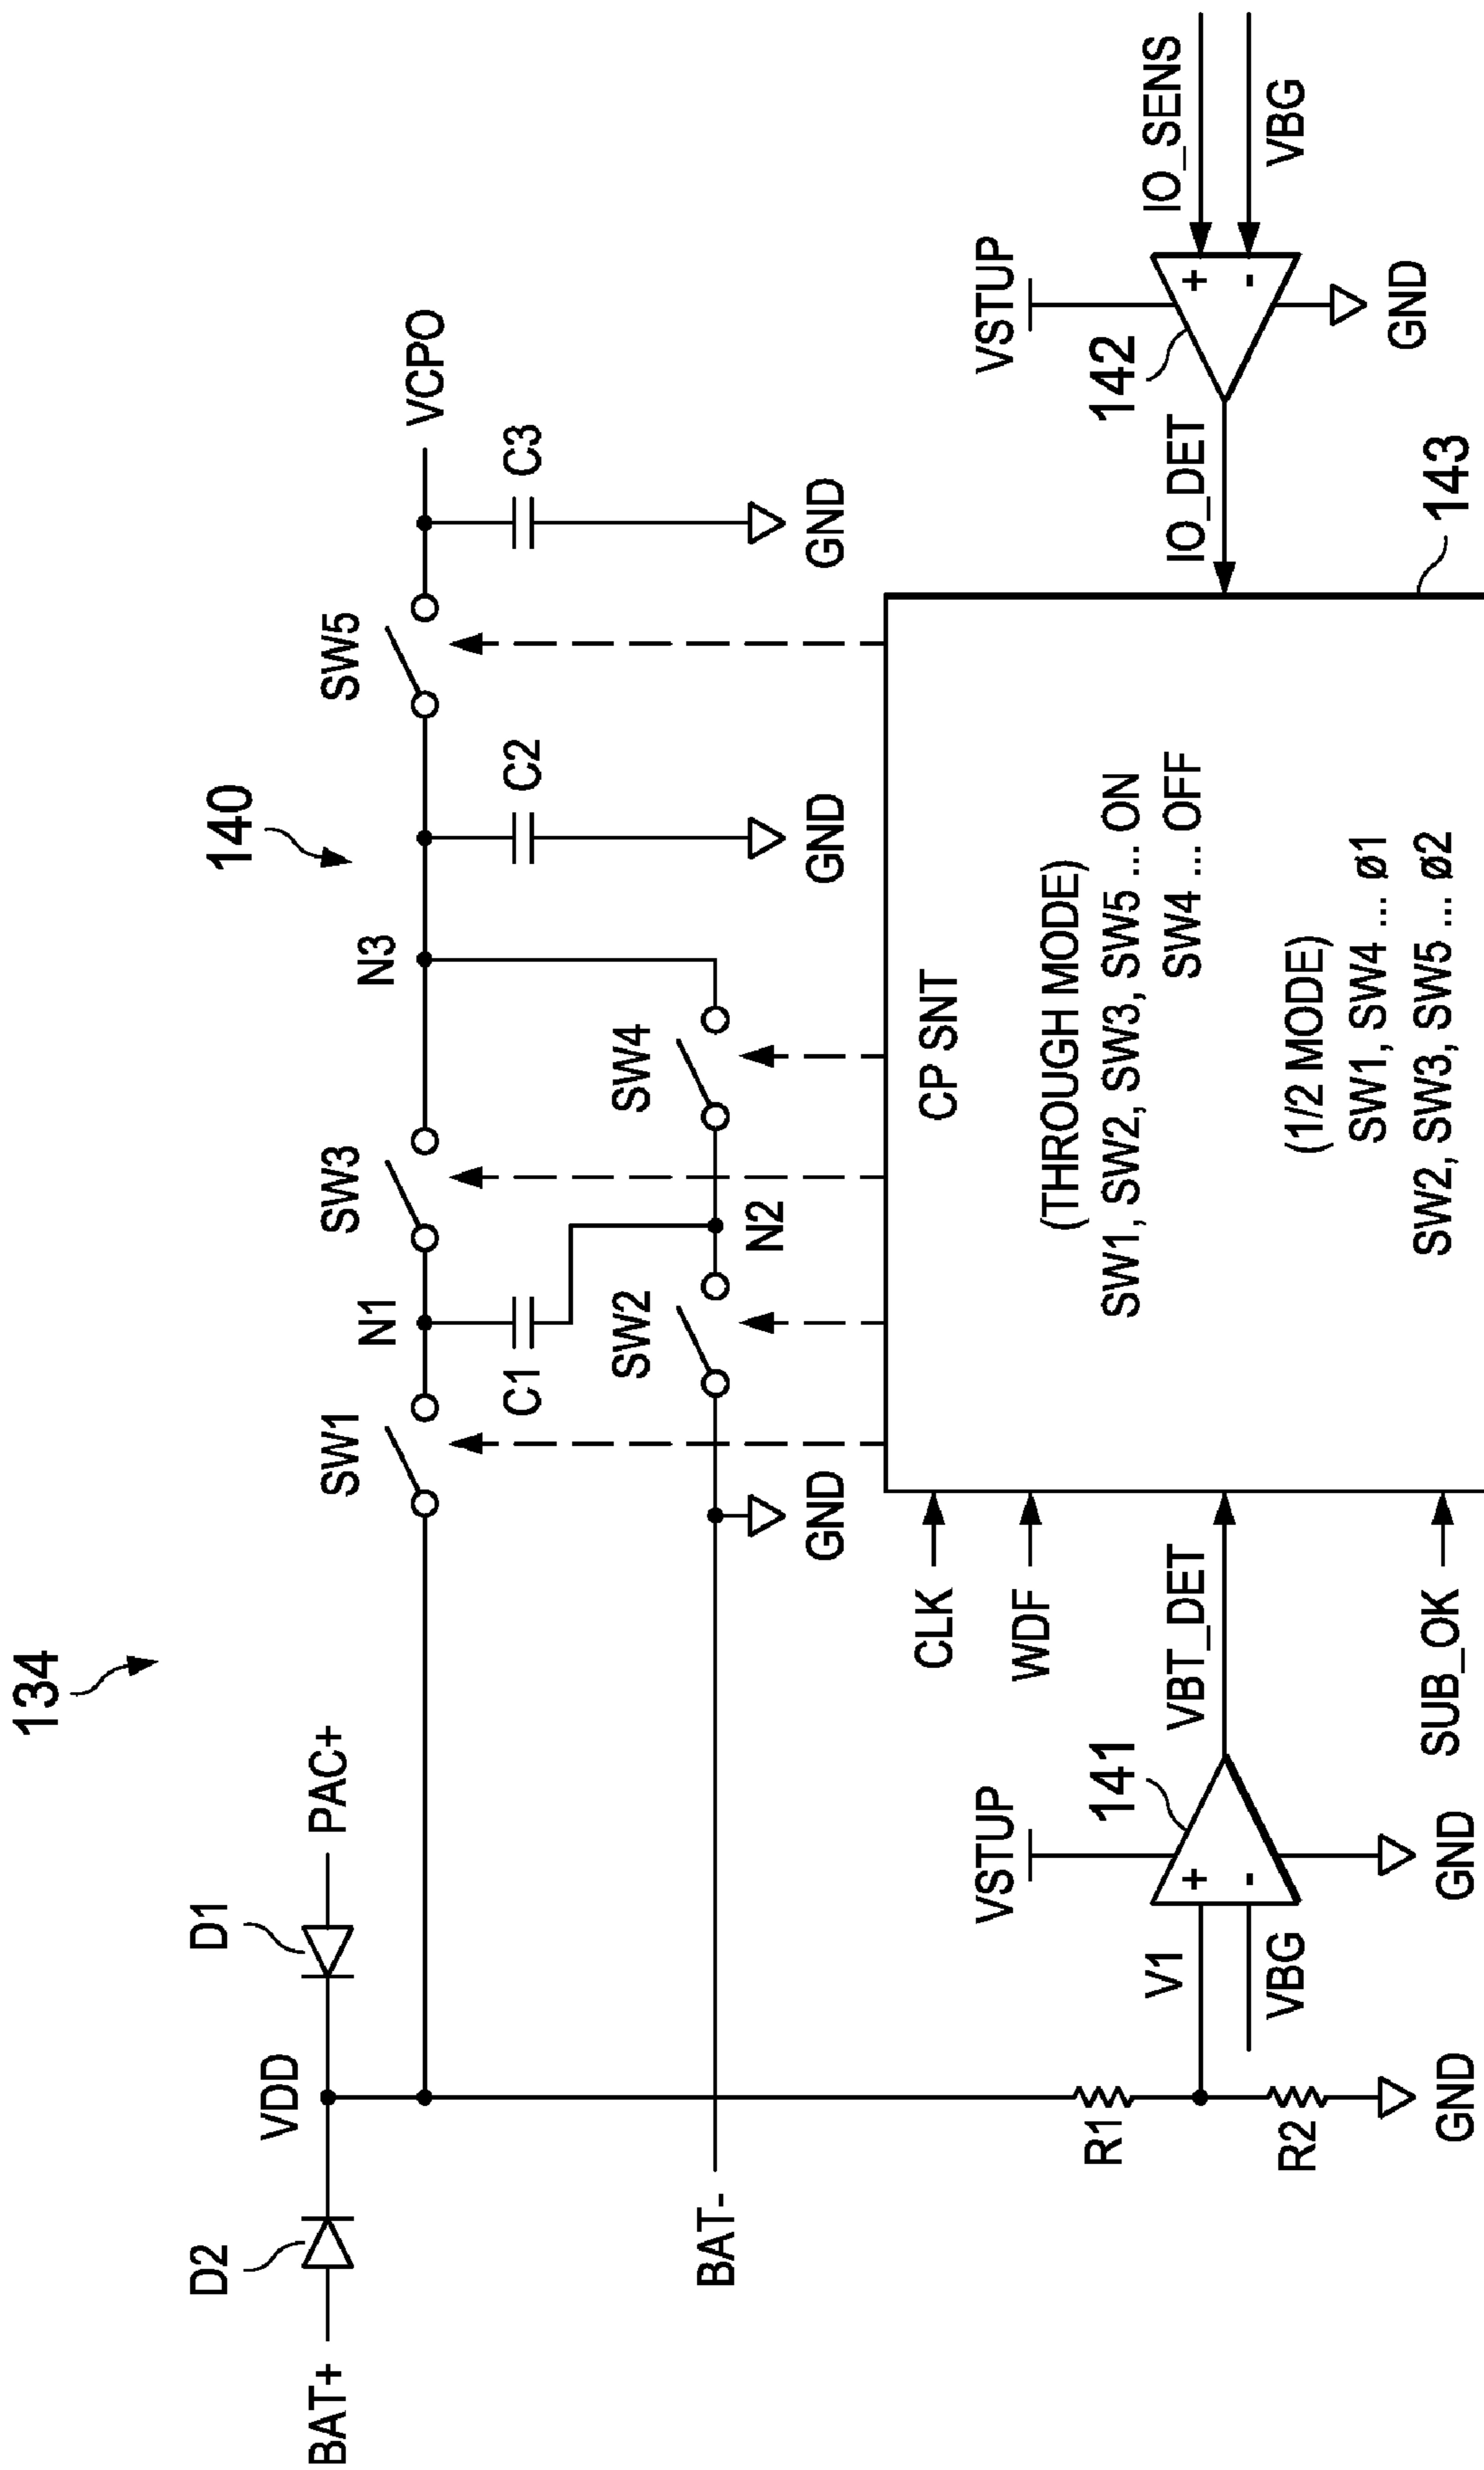 134
140
BAT+
D2
VDD
D1
PAC+
SW1
N1
SW3
N3
SW5
VCPO
C1
C2
C3
BAT-
GND
SW2
N2
SW4
GND
GND
CLK
WDF
VBT_DET
SUB_OK
CP SNT
(THROUGH MODE)
SW1, SW2, SW3, SW5 ... ON
SW4 ... OFF
(1/2 MODE)
SW1, SW4 ... ø1
SW2, SW3, SW5 ... ø2
143
R1
R2
GND
V1
VBG
VSTUP
141
+
-
GND
IO_DET
VSTUP
142
+
-
GND
IO_SENS
VBG